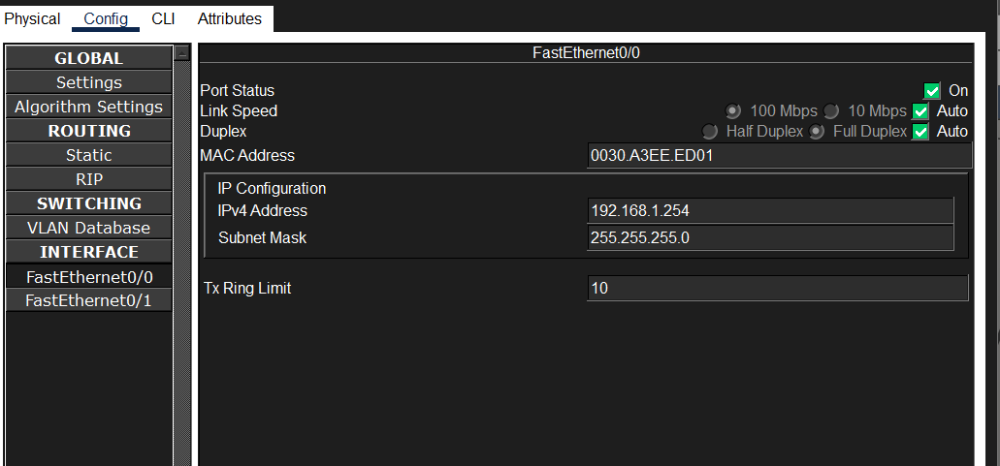 Physical Config CLI Attributes
GLOBAL
Settings
Algorithm Settings
ROUTING
Static
RIP
SWITCHING
VLAN Database
INTERFACE
FastEthernet0/0
FastEthernet0/1
FastEthernet0/0
Port Status On
Link Speed 100 Mbps 10 Mbps Auto
Duplex Half Duplex Full Duplex Auto
MAC Address 0030.A3EE.ED01
IP Configuration
IPv4 Address 192.168.1.254
Subnet Mask 255.255.255.0
Tx Ring Limit 10